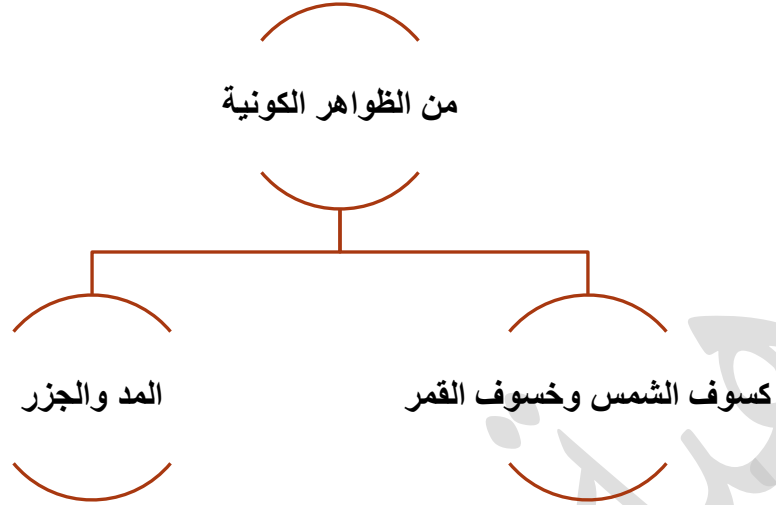 من الظواهر الكونية
كسوف الشمس وخسوف القمر
المد والجزر